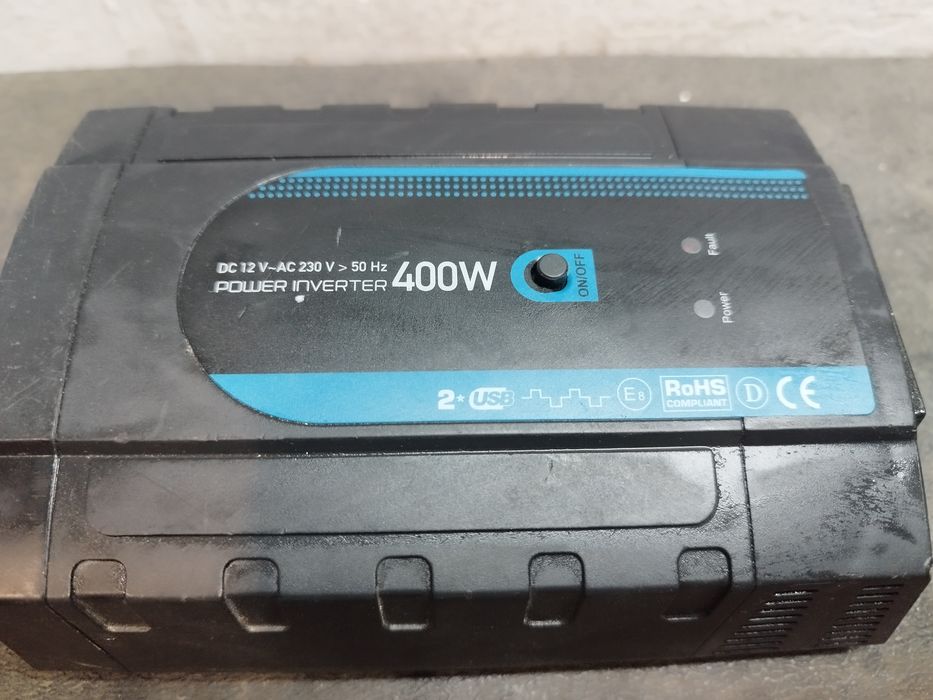 DC 12 V~AC 230 V > 50 Hz
POWER INVERTER 400W
ON/OFF
Fault
Power
2* USB
E8
RoHS
COMPLIANT
D
CE